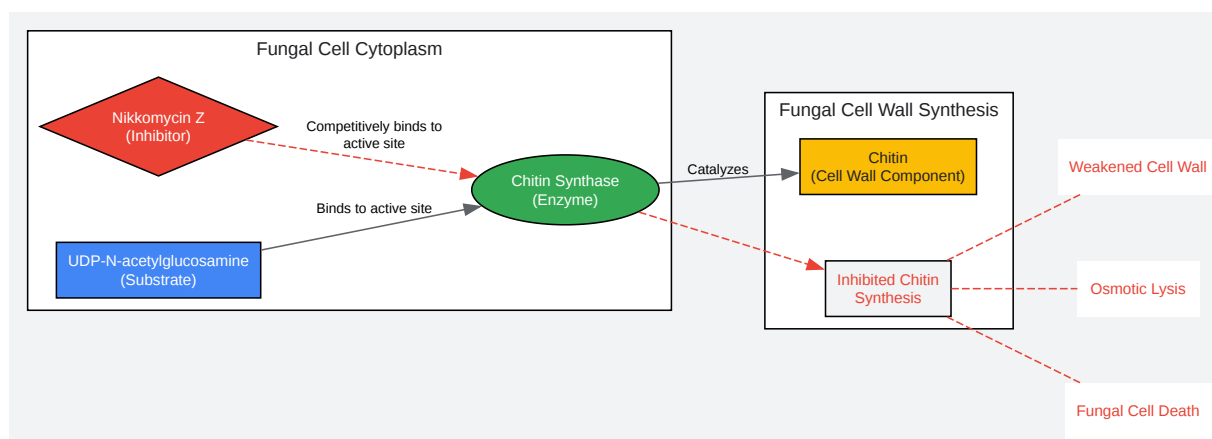 Fungal Cell Cytoplasm
Nikkomycin Z
(Inhibitor)
Competitively binds to
active site
Chitin Synthase
(Enzyme)
Binds to active site
UDP-N-acetylglucosamine
(Substrate)
Catalyzes
Fungal Cell Wall Synthesis
Chitin
(Cell Wall Component)
Inhibited Chitin
Synthesis
Weakened Cell Wall
Osmotic Lysis
Fungal Cell Death